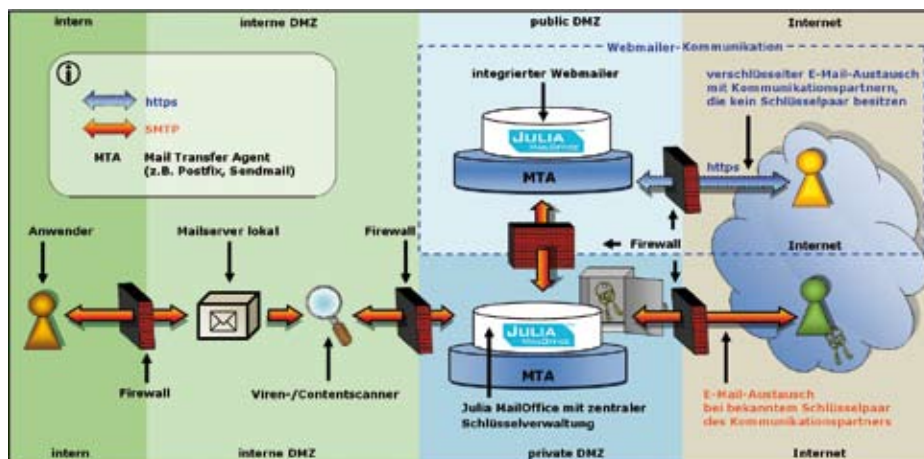 intern
interne DMZ
public DMZ
Internet
Webmailer-Kommunikation
integrierter Webmailer
verschlüsselter E-Mail-Austausch
mit Kommunikationspartnern,
die kein Schlüsselpaar besitzen
https
SMTP
MTA
Mail Transfer Agent
(z.B. Postfix, Sendmail)
JULIA
MAILOFFICE
MTA
https
Anwender
Mailserver lokal
Firewall
Firewall
Internet
JULIA
MAILOFFICE
MTA
Firewall
Viren-/Contentscanner
Julia MailOffice mit zentraler
Schlüsselverwaltung
E-Mail-Austausch
bei bekanntem Schlüsselpaar
des Kommunikationspartners
intern
interne DMZ
private DMZ
Internet